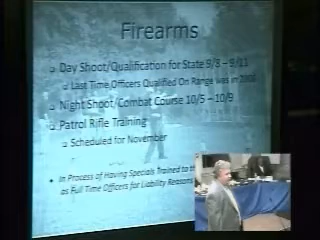 Firearms
Day Shoot/Qualification for State 9/8 – 9/11
Last Time Officers Qualified On Range was in
Night Shoot/Combat Course 10/5 – 10/9
Patrol Rifle Training
Scheduled for November
In Process of Having Specials Trained to th
as Full Time Officers for Liability Reasons